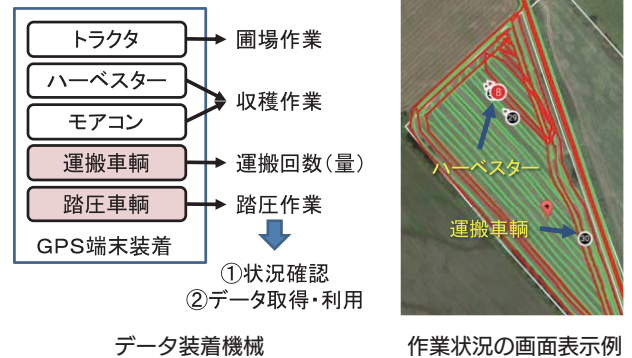 トラクタ
圃場作業
ハーベスター
収穫作業
モアコン
運搬車輌
運搬回数(量)
踏圧車輌
踏圧作業
GPS端末装着
①状況確認
②データ取得・利用
データ装着機械
8
29
ハーベスター
運搬車輌
30
作業状況の画面表示例